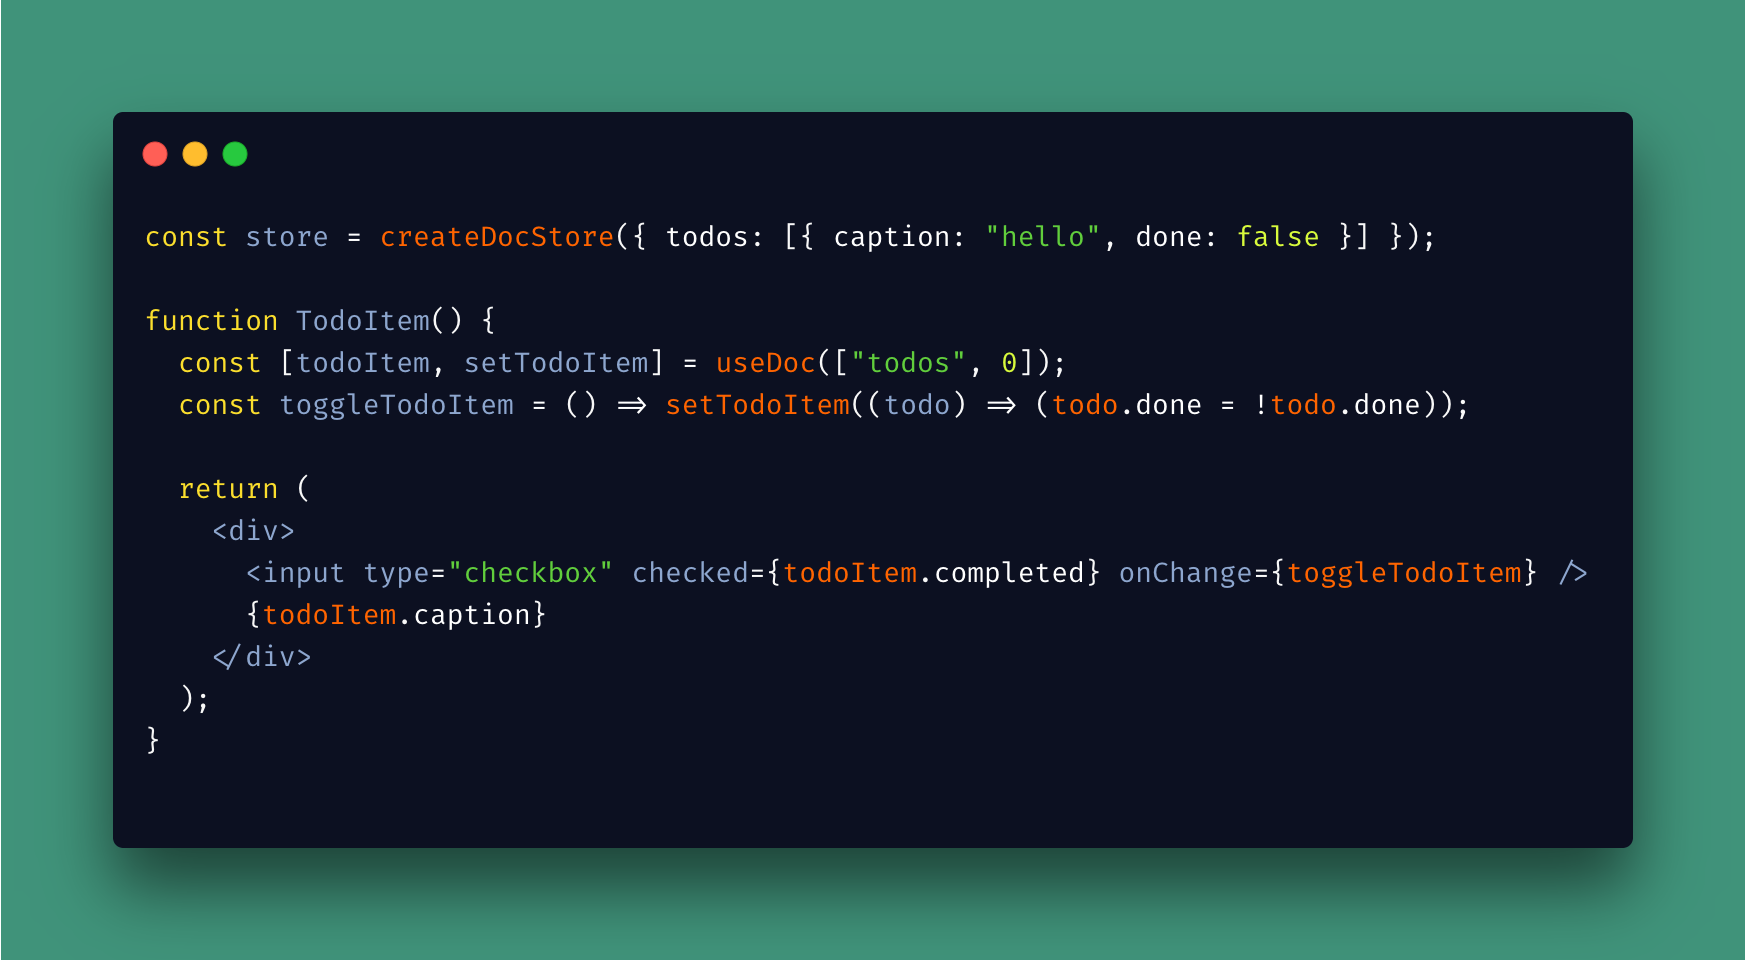 const store = createDocStore({ todos: [{ caption: "hello", done: false }] });
function TodoItem() {
const [todoItem, setTodoItem] = useDoc(["todos", 0]);
const toggleTodoItem = () => setTodoItem((todo) => (todo.done = !todo.done));
return (
<div>
<input type="checkbox" checked={todoItem.completed} onChange={toggleTodoItem} />
{todoItem.caption}
</div>
);
}